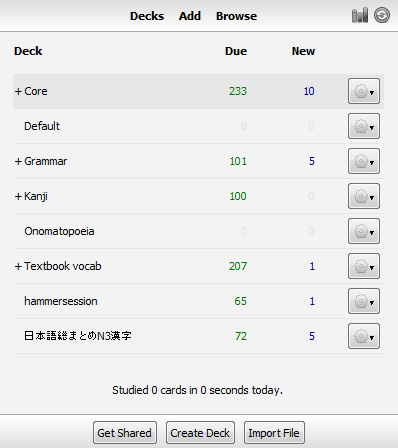 Decks Add Browse
Deck Due New
+ Core 233 10
Default 0 0
+ Grammar 101 5
+ Kanji 100 0
Onomatopoeia 0 0
+ Textbook vocab 207 1
hammersession 65 1
日本語総まとめN3漢字 72 5
Studied 0 cards in 0 seconds today.
Get Shared Create Deck Import File